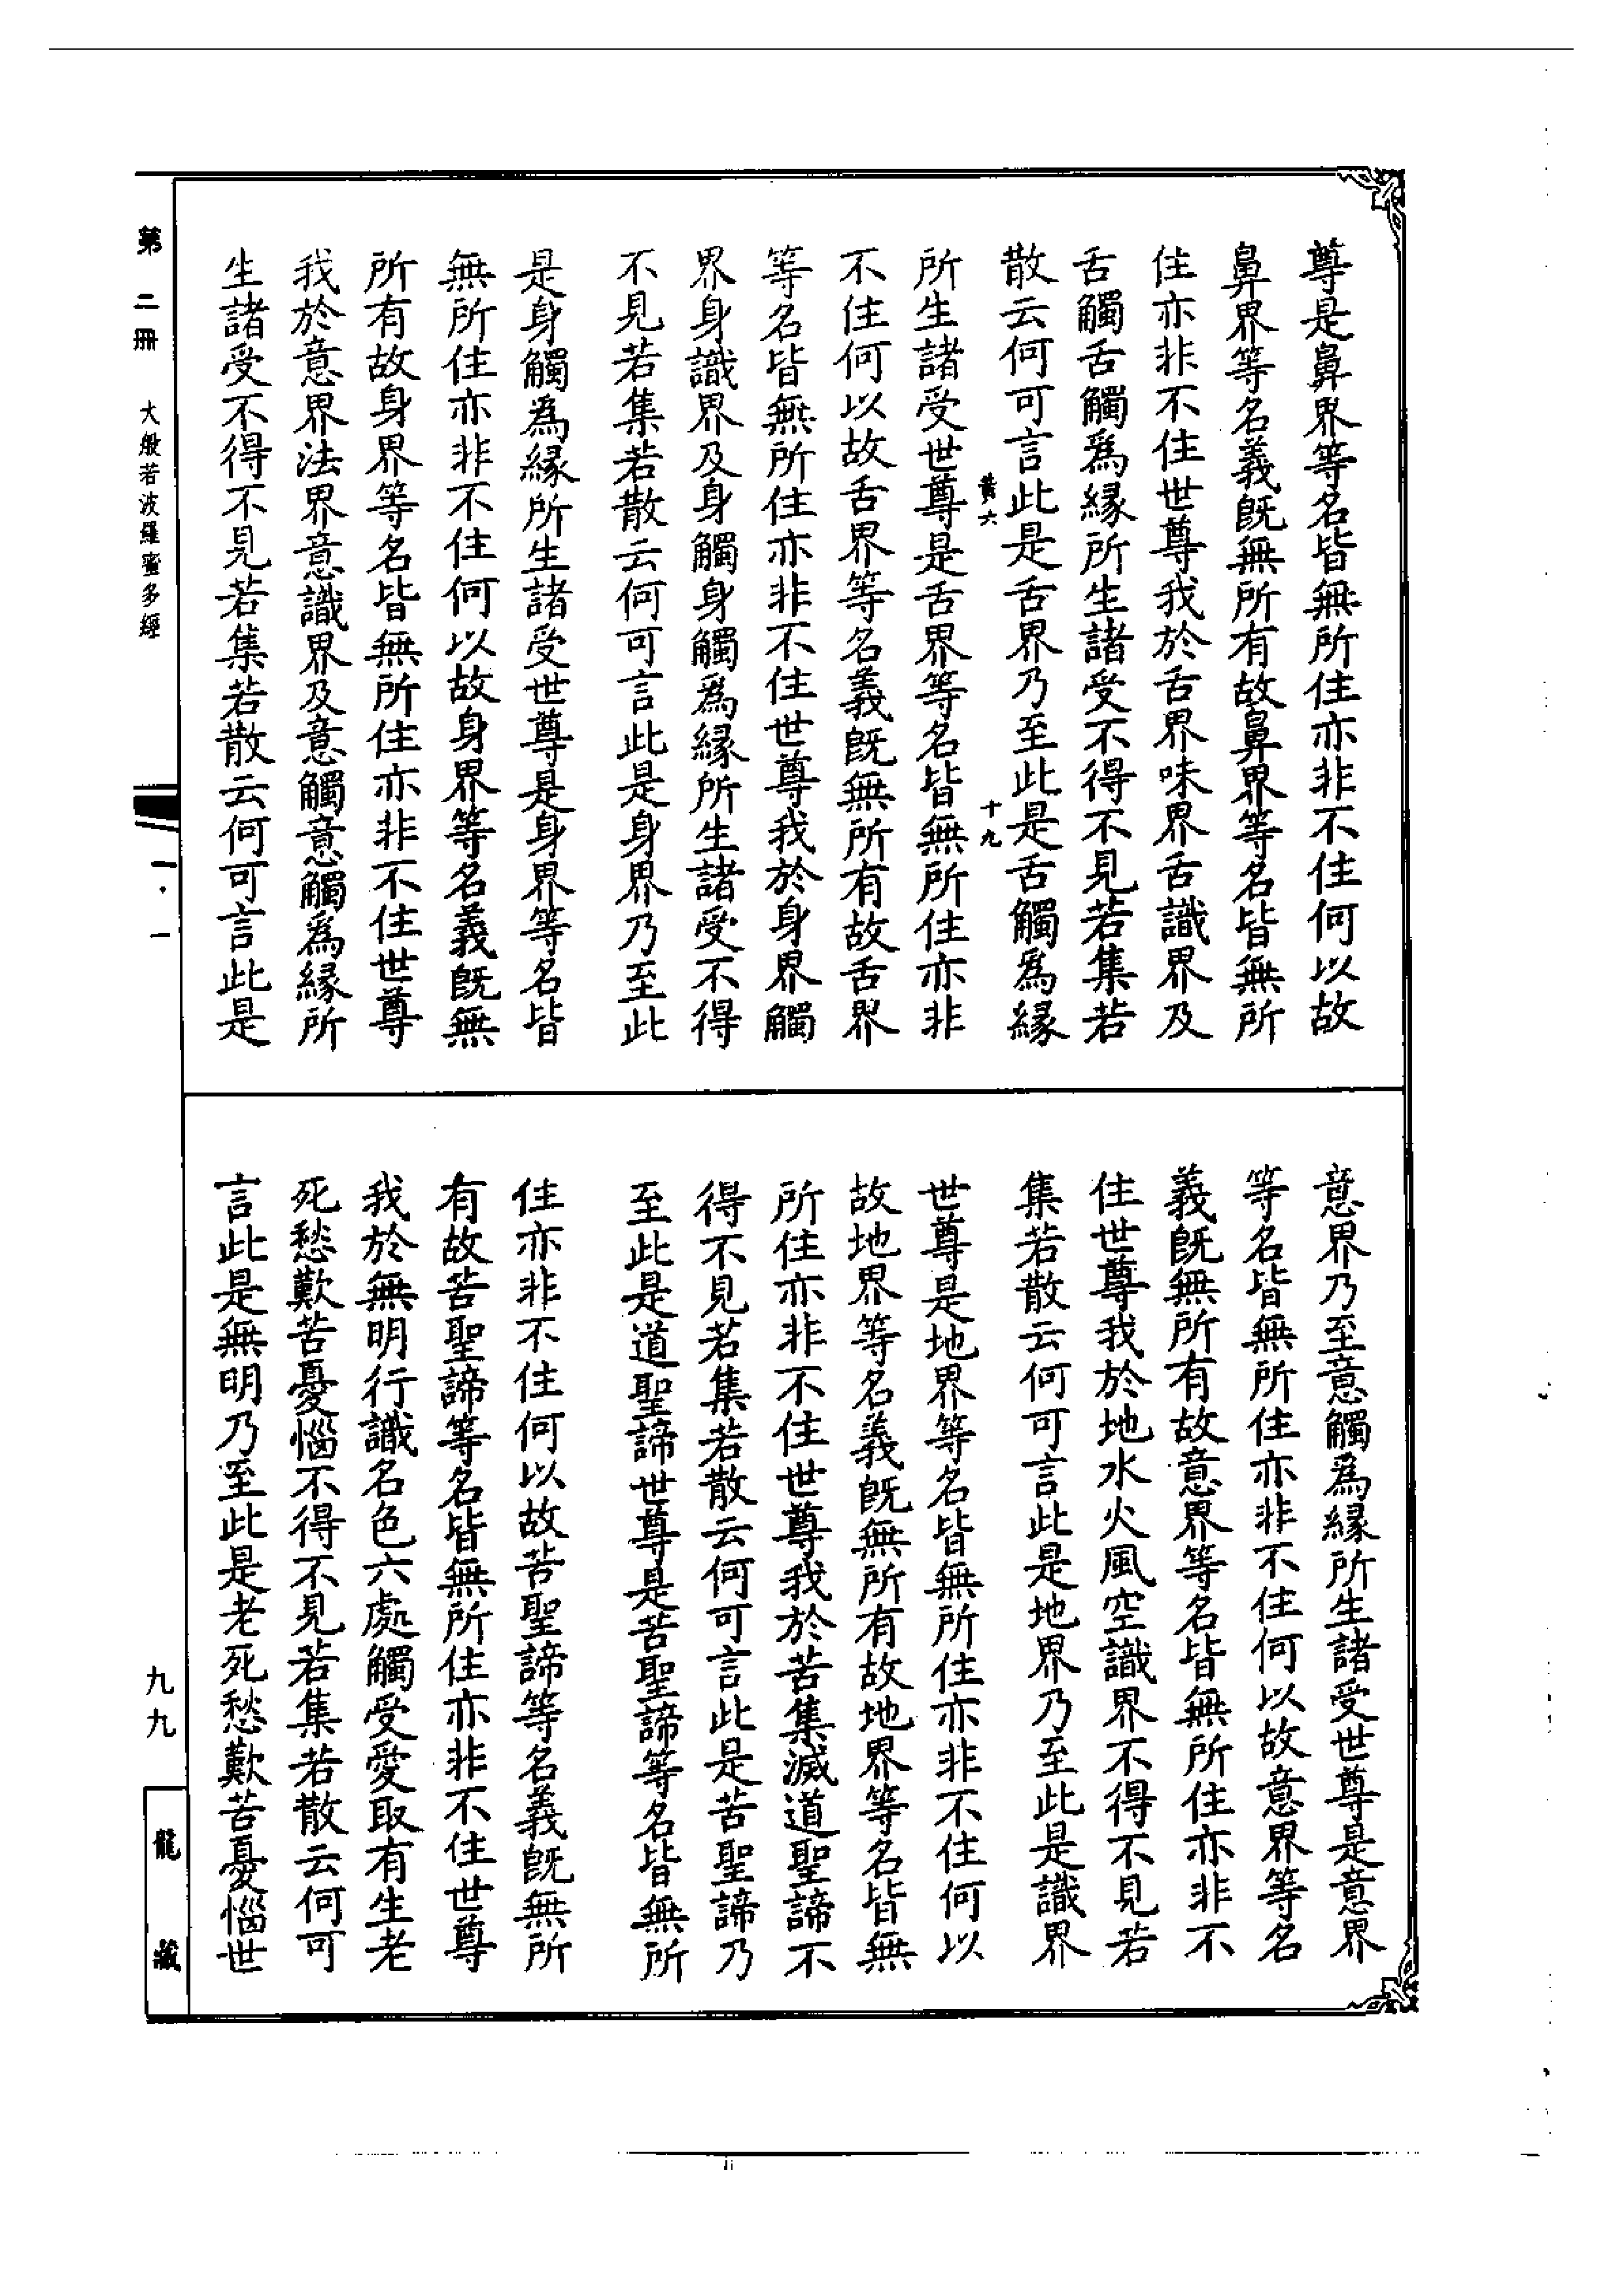 尊是鼻界等名皆無所住亦非不住何以故
鼻界等名義旣無所有故鼻界等名皆無所
住亦非不住世尊我於舌界味界舌識界及
舌觸舌觸爲緣所生諸受不得不見若集若
散云何可言此是舌界乃至此是舌觸爲緣
十九
所生諸受世尊是舌界等名皆無所住亦非
不住何以故舌界等名義旣無所有故舌界
等名皆無所住亦非不住世尊我於身界觸
界身識界及身觸身觸爲緣所生諸受不得
不見若集若散云何可言此是身界乃至此
是身觸爲緣所生諸受世尊是身界等名皆
無所住亦非不住何以故身界等名義旣無
所有故身界等名皆無所住亦非不住世尊
我於意界法界意識界及意觸意觸爲緣所
生諸受不得不見若集若散云何可言此是
意界乃至意觸爲緣所生諸受世尊是意界
等名皆無所住亦非不住何以故意界等名
義旣無所有故意界等名皆無所住亦非不
住世尊我於地水火風空識界不得不見若
集若散云何可言此是地界乃至此是識界
世尊是地界等名皆無所住亦非不住何以
故地界等名義旣無所有故地界等名皆無
所住亦非不住世尊我於苦集滅道聖諦不
得不見若集若散云何可言此是苦聖諦乃
至此是道聖諦世尊是苦聖諦等名皆無所
住亦非不住何以故苦聖諦等名義旣無所
有故苦聖諦等名皆無所住亦非不住世尊
我於無明行識名色六處觸受愛取有生老
死愁歎苦憂惱不得不見若集若散云何可
言此是無明乃至此是老死愁歎苦憂惱世
第二冊 大般若波羅蜜多經
九九
龍藏